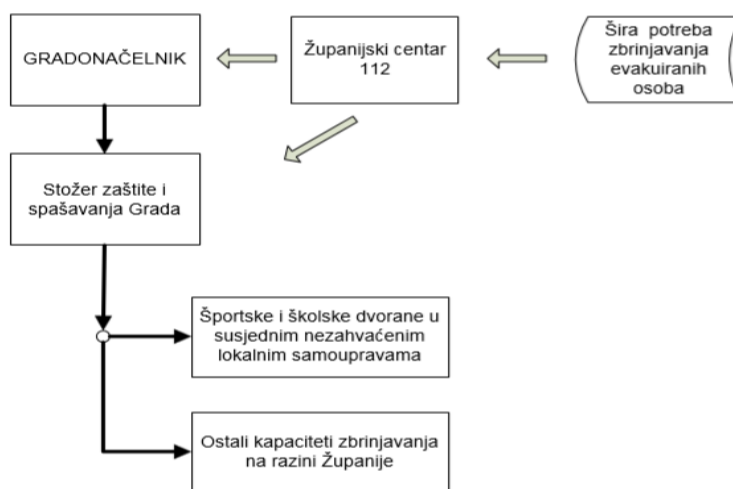 GRADONAČELNIK
Županijski centar
112
Šira potreba
zbrinjavanja
evakuiranih
osoba
Stožer zaštite i
spašavanja Grada
Športske i školske dvorane u
susjednim nezahvaćenim
lokalnim samoupravama
Ostali kapaciteti zbrinjavanja
na razini Županije